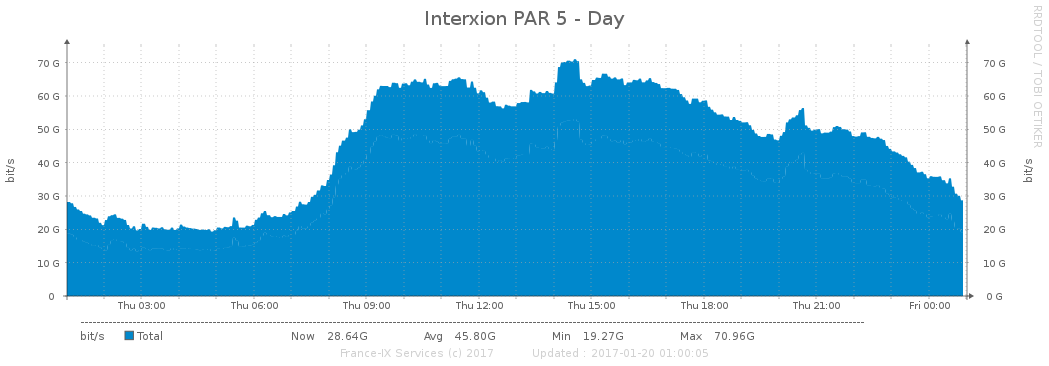 Interxion PAR 5 - Day
RRDTOOL / TOBI OETIKER
70 G 70 G
60 G 60 G
50 G 50 G
40 G 40 G
30 G 30 G
20 G 20 G
10 G 10 G
0 0 G
bit/s
bit/s
Thu 03:00 Thu 06:00 Thu 09:00 Thu 12:00 Thu 15:00 Thu 18:00 Thu 21:00 Fri 00:00
bit/s Total Now 28.64G Avg 45.80G Min 19.27G Max 70.96G
France-IX Services (c) 2017 Updated : 2017-01-20 01:00:05